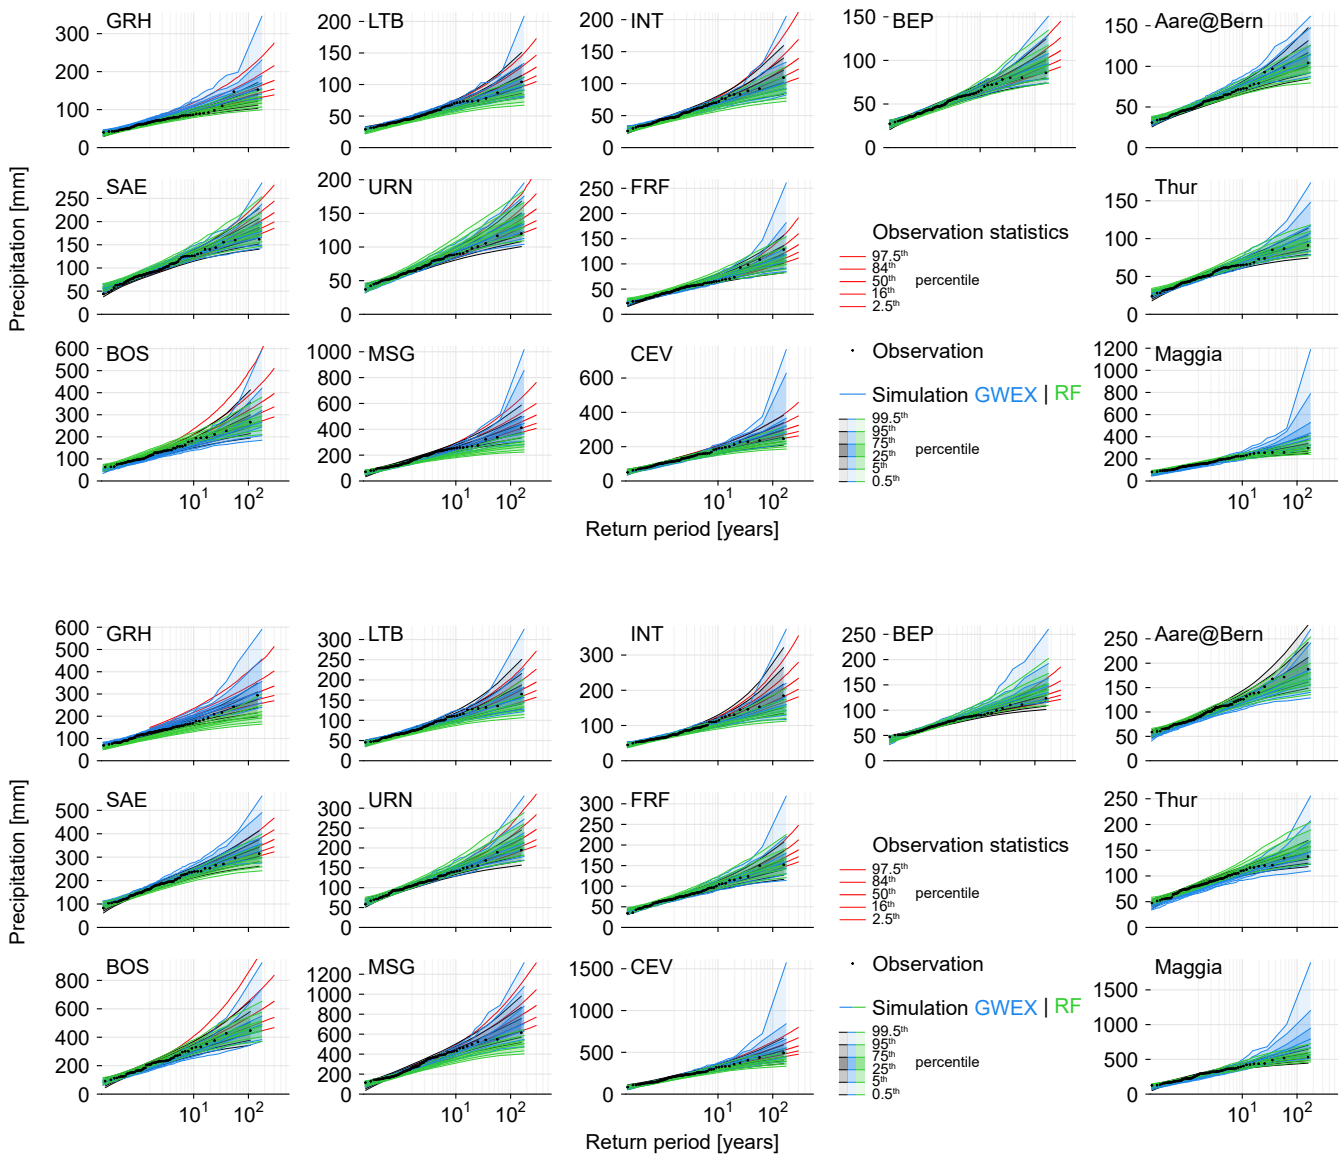 GRH LTB INT BEP Aare@Bern
300 200 100 0
200 150 100 50 0
200 150 100 50 0
150 100 50 0
150 100 50 0
Precipitation [mm]
SAE URN FRF Thur
250 200 150 100 50 0
200 150 100 50 0
250 200 150 100 50 0
150 100 50 0
Observation statistics
97.5th
84th
50th percentile
16th
2.5th
BOS MSG CEV Maggia
600 500 400 300 200 100 0
1000 800 600 400 200 0
600 400 200 0
1200 1000 800 600 400 200 0
Observation
Simulation GWEX | RF
99.5th
95th
75th percentile
25th
5th
0.5th
10¹ 10² 10¹ 10² 10¹ 10² 10¹ 10²
Return period [years]
GRH LTB INT BEP Aare@Bern
600 500 400 300 200 100 0
300 250 200 150 100 50 0
300 200 100 0
250 200 150 100 50 0
250 200 150 100 50 0
Precipitation [mm]
SAE URN FRF Thur
500 400 300 200 100 0
300 250 200 150 100 50 0
300 250 200 150 100 50 0
250 200 150 100 50 0
Observation statistics
97.5th
84th
50th percentile
16th
2.5th
BOS MSG CEV Maggia
800 600 400 200 0
1200 1000 800 600 400 200 0
1500 1000 500 0
1500 1000 500 0
Observation
Simulation GWEX | RF
99.5th
95th
75th percentile
25th
5th
0.5th
10¹ 10² 10¹ 10² 10¹ 10² 10¹ 10²
Return period [years]